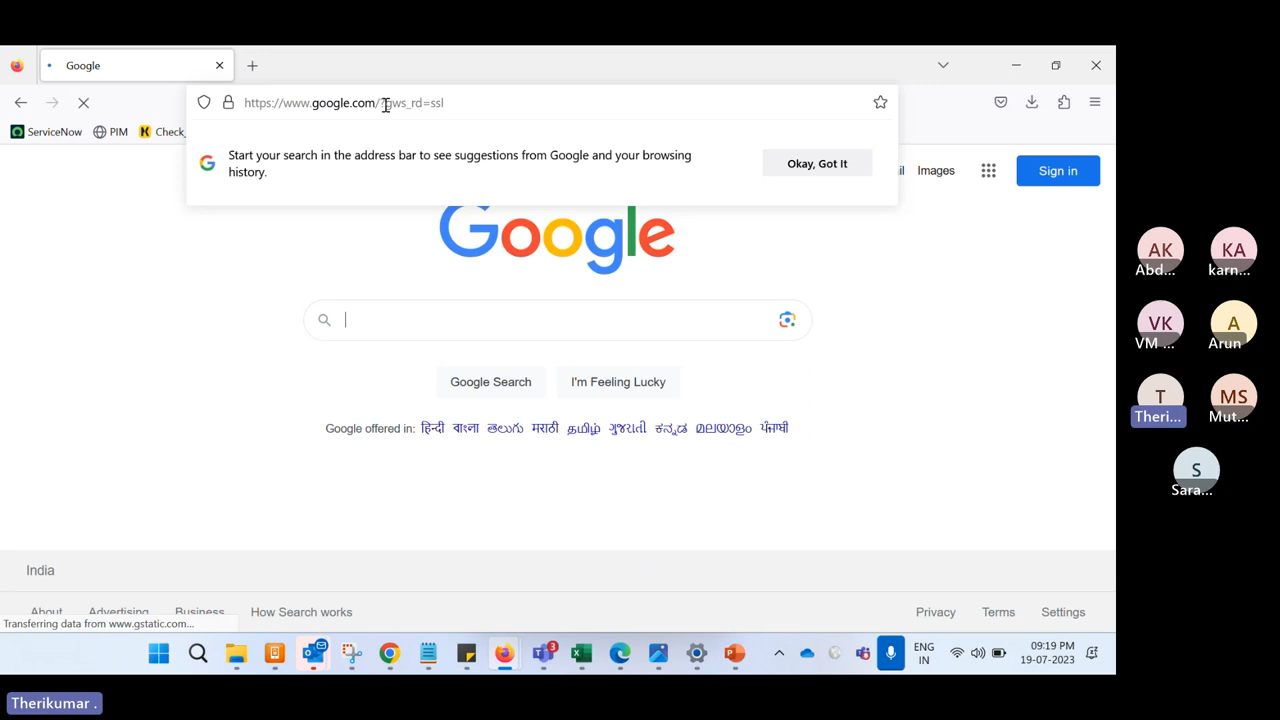 Google
https://www.google.com/?gws_rd=ssl
ServiceNow
PIM
Check_
Start your search in the address bar to see suggestions from Google and your browsing
history.
Okay, Got It
Images
Sign in
Google
Google Search
I'm Feeling Lucky
Google offered in: हिन्दी বাংলা తెలుగు मराठी தமிழ் ગુજરાતી ಕನ್ನಡ മലയാളം ਪੰਜਾਬੀ
India
About
Advertising
Business
How Search works
Privacy
Terms
Settings
Transferring data from www.gstatic.com...
3
ENG
IN
09:19 PM
19-07-2023
AK
Abd...
KA
karn...
VK
VM ...
A
Arun
T
Theri...
MS
Mut...
S
Sara...
Therikumar .